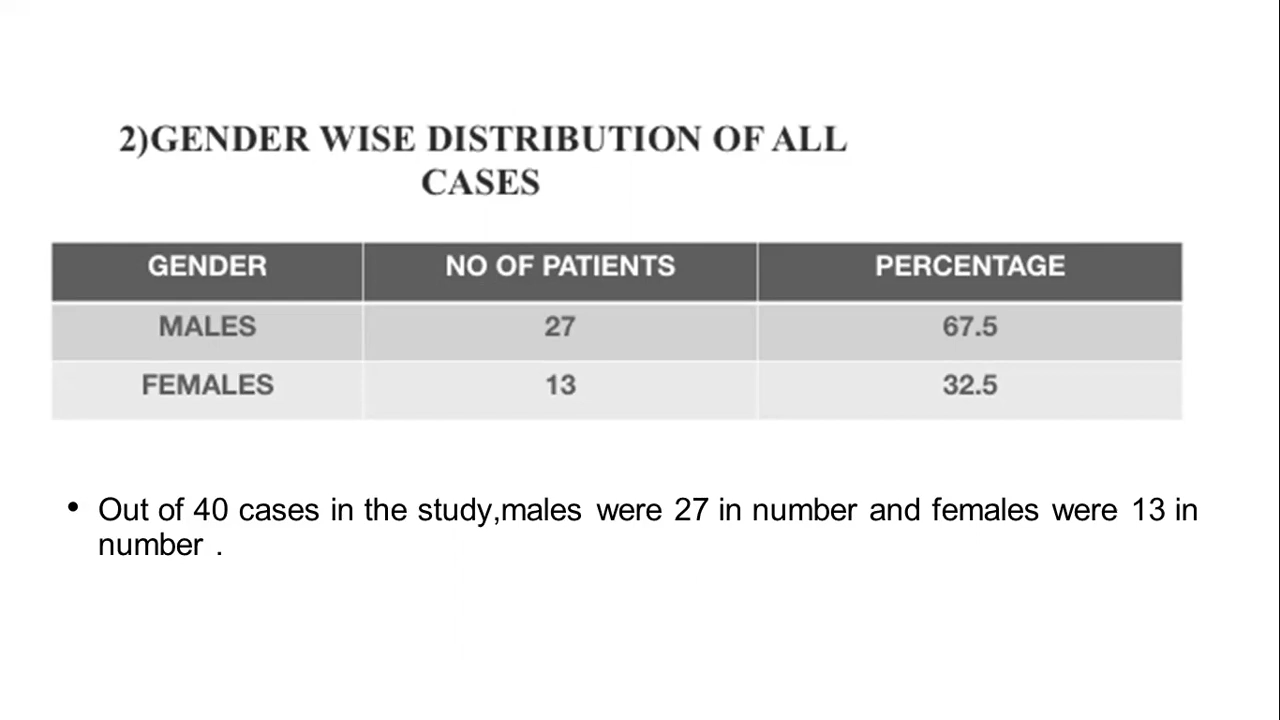 2)GENDER WISE DISTRIBUTION OF ALL
CASES
GENDER NO OF PATIENTS PERCENTAGE
MALES 27 67.5
FEMALES 13 32.5
• Out of 40 cases in the study,males were 27 in number and females were 13 in
number .